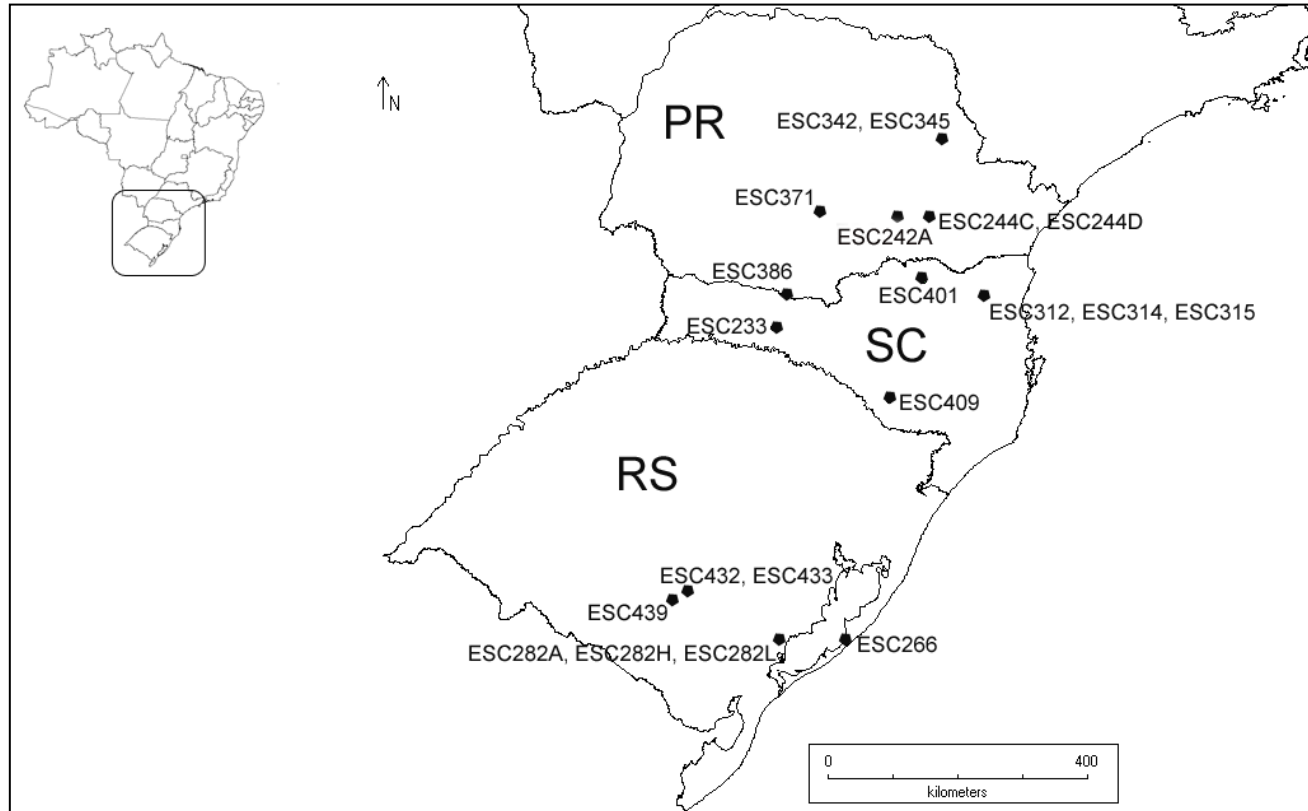 N
PR
ESC342, ESC345
ESC371
ESC242A
ESC244C, ESC244D
ESC386
ESC401
ESC312, ESC314, ESC315
ESC233
SC
ESC409
RS
ESC432, ESC433
ESC439
ESC282A, ESC282H, ESC282L
ESC266
0 400
kilometers